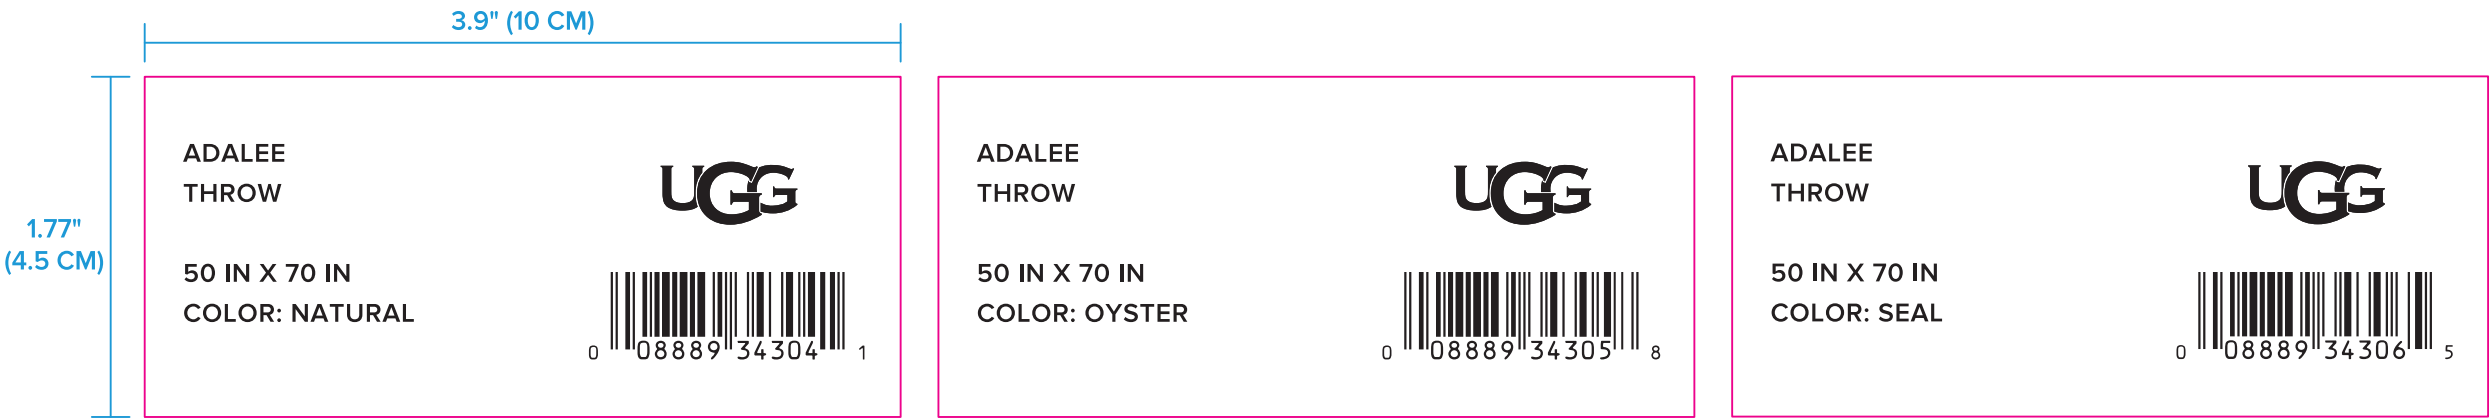 3.9" (10 CM)
1.77"
(4.5 CM)
ADALEE
THROW
UGG
50 IN X 70 IN
COLOR: NATURAL
0 08889 34304 1
ADALEE
THROW
UGG
50 IN X 70 IN
COLOR: OYSTER
0 08889 34305 8
ADALEE
THROW
UGG
50 IN X 70 IN
COLOR: SEAL
0 08889 34306 5